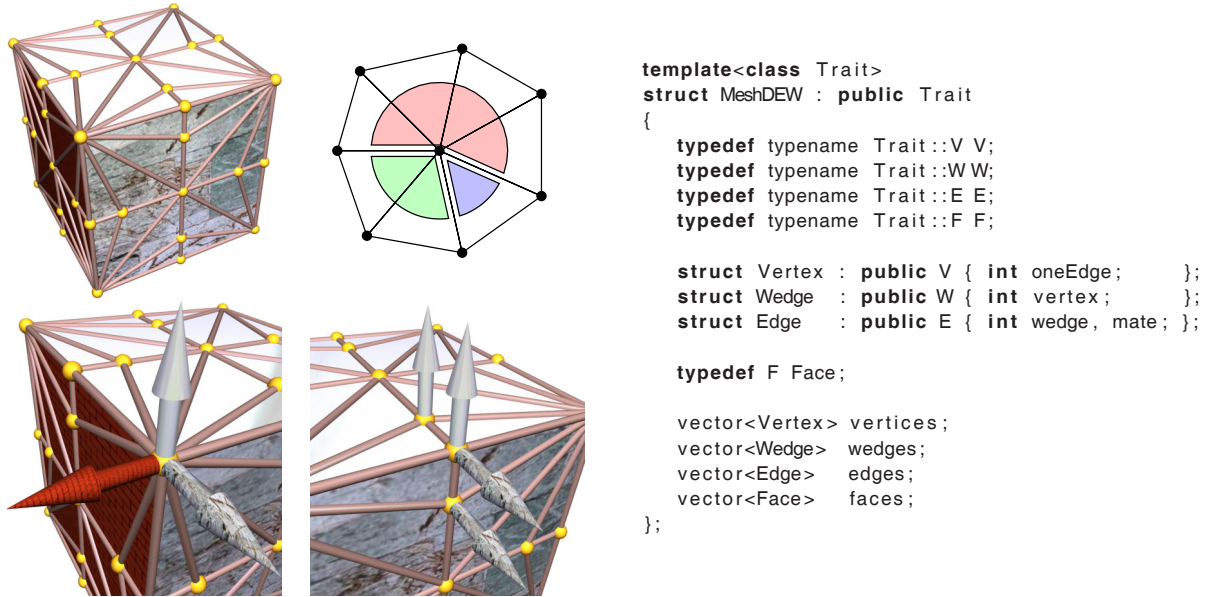 template<class Trait>
struct MeshDEW : public Trait
{
typedef typename Trait::V V;
typedef typename Trait::W W;
typedef typename Trait::E E;
typedef typename Trait::F F;
struct Vertex : public V { int oneEdge; };
struct Wedge : public W { int vertex; };
struct Edge : public E { int wedge, mate; };
typedef F Face;
vector<Vertex> vertices;
vector<Wedge> wedges;
vector<Edge> edges;
vector<Face> faces;
};